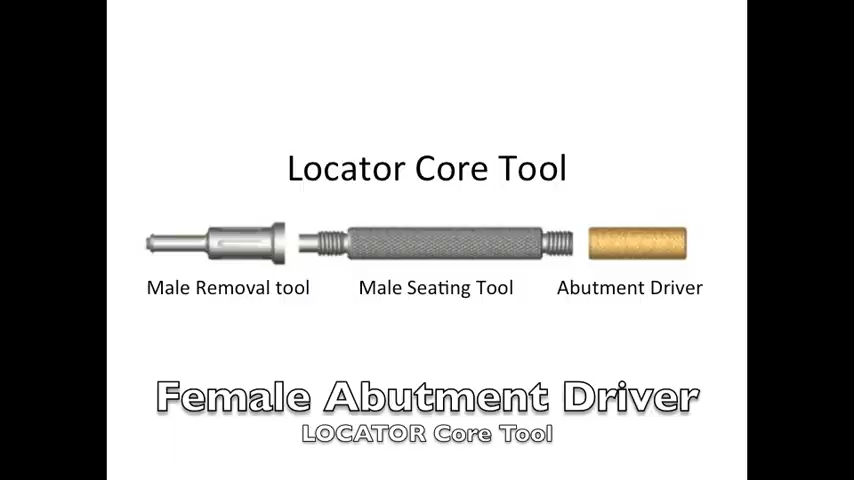 Locator Core Tool
Male Removal tool Male Seating Tool Abutment Driver
Female Abutment Driver
LOCATOR Core Tool